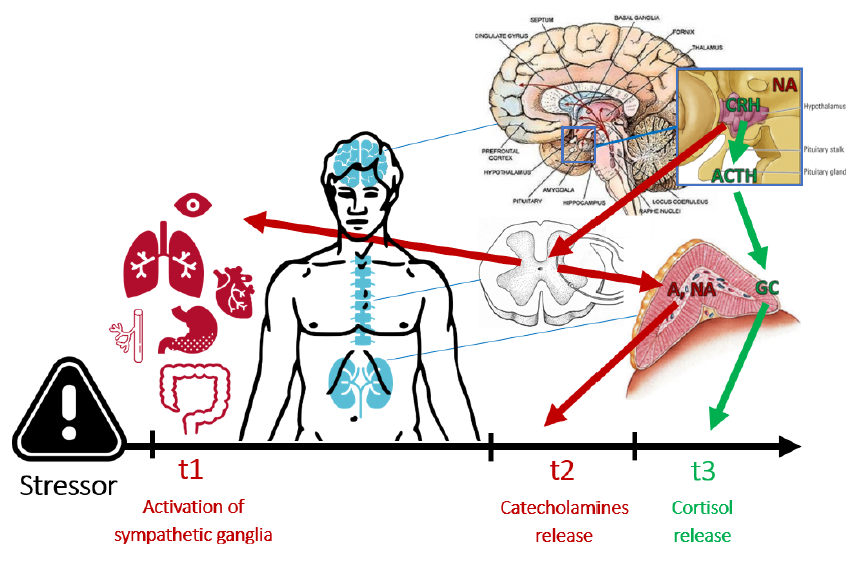 SEPTUM
BASAL GANGLIA
CINGULATE GYRUS
FORNIX
THALAMUS
NA
CRH
Hypothalamus
Pituitary stalk
ACTH
Pituitary gland
PREFRONTAL
CORTEX
HYPOTHALAMUS
AMYGDALA
PITUITARY
HIPPOCAMPUS
LOCUS COERULEUS
RAPHE NUCLEI
A, NA
GC
Stressor
t1
Activation of
sympathetic ganglia
t2
Catecholamines
release
t3
Cortisol
release